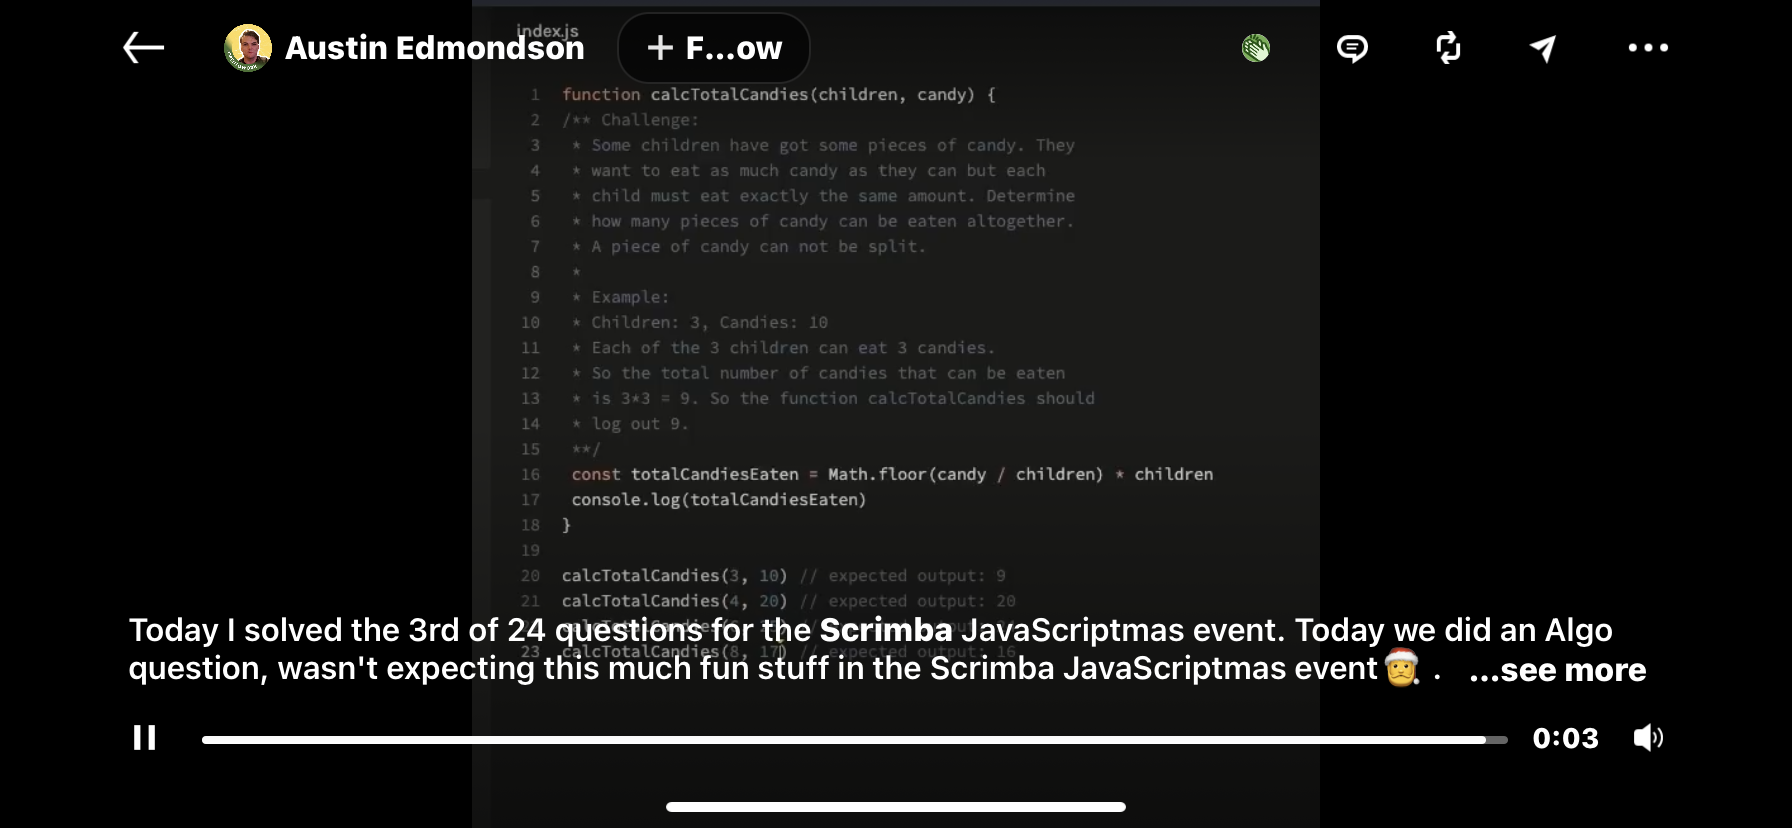 index.js
Austin Edmondson
+ F...ow
1 function calcTotalCandies(children, candy) {
2 /** Challenge:
3 * Some children have got some pieces of candy. They
4 * want to eat as much candy as they can but each
5 * child must eat exactly the same amount. Determine
6 * how many pieces of candy can be eaten altogether.
7 * A piece of candy can not be split.
8 *
9 * Example:
10 * Children: 3, Candies: 10
11 * Each of the 3 children can eat 3 candies.
12 * So the total number of candies that can be eaten
13 * is 3*3 = 9. So the function calcTotalCandies should
14 * log out 9.
15 **/
16 const totalCandiesEaten = Math.floor(candy / children) * children
17 console.log(totalCandiesEaten)
18 }
19
20 calcTotalCandies(3, 10) // expected output: 9
21 calcTotalCandies(4, 20) // expected output: 20
Today I solved the 3rd of 24 questions for the Scrimba JavaScriptmas event. Today we did an Algo
23 calcTotalCandies(8, 17) // expected output: 16
question, wasn't expecting this much fun stuff in the Scrimba JavaScriptmas event🎅 . ...see more
0:03